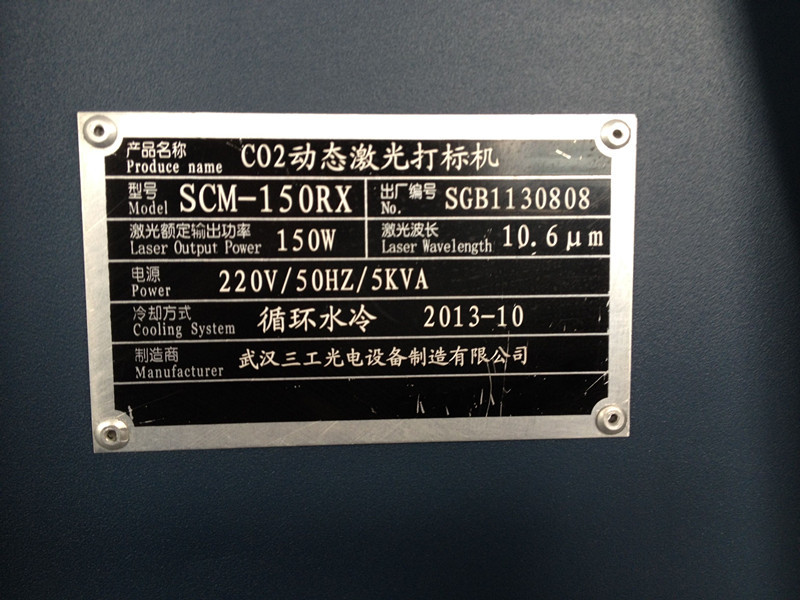 产品名称 CO2动态激光打标机
Produce name
型号 SCM-150RX 出厂编号 SGB1130808
Model No.
激光额定输出功率 150W 激光波长 10.6μm
Laser Output Power Laser Wavelength
电源 220V/50HZ/5KVA
Power
冷却方式 循环水冷 2013-10
Cooling System
制造商 武汉三工光电设备制造有限公司
Manufacturer